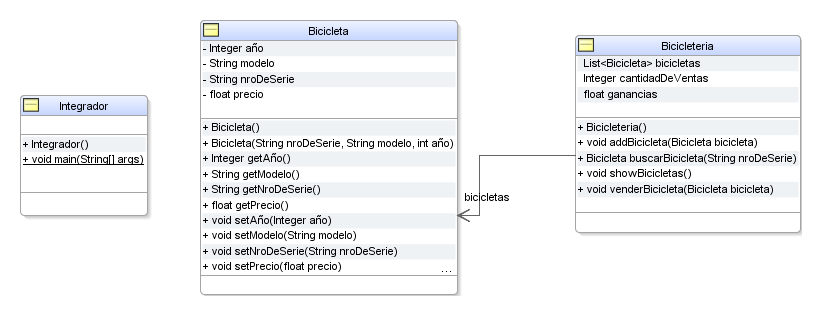 Integrador
+ Integrador()
+ void main(String[] args)
Bicicleta
- Integer año
- String modelo
- String nroDeSerie
- float precio
+ Bicicleta()
+ Bicicleta(String nroDeSerie, String modelo, int año)
+ Integer getAño()
+ String getModelo()
+ String getNroDeSerie()
+ float getPrecio()
+ void setAño(Integer año)
+ void setModelo(String modelo)
+ void setNroDeSerie(String nroDeSerie)
+ void setPrecio(float precio)
...
bicicletas
Bicicleteria
List<Bicicleta> bicicletas
Integer cantidadDeVentas
float ganancias
+ Bicicleteria()
+ void addBicicleta(Bicicleta bicicleta)
+ Bicicleta buscarBicicleta(String nroDeSerie)
+ void showBicicletas()
+ void venderBicicleta(Bicicleta bicicleta)